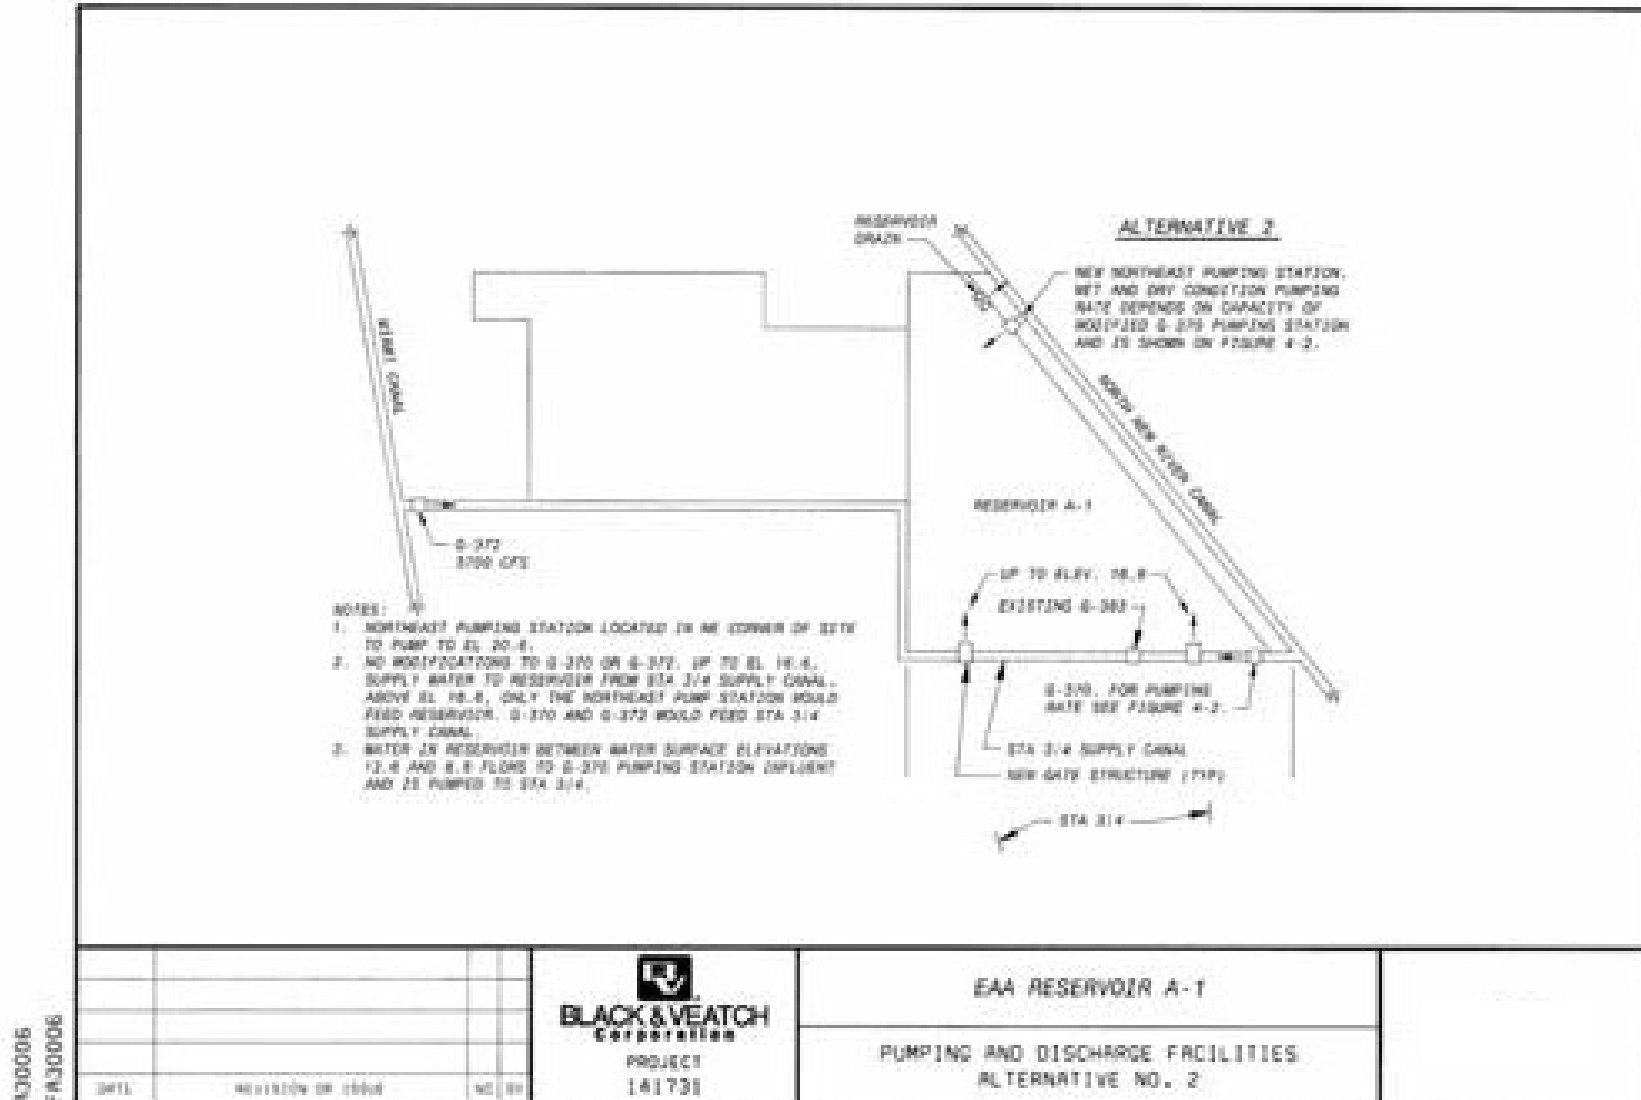 RESERVOIR
DRAIN
ALTERNATIVE 2
NEW NORTHEAST PUMPING STATION.
WET AND DRY CONDITION PUMPING
RATE DEPENDS ON CAPACITY OF
MODIFIED G-370 PUMPING STATION
AND IS SHOWN ON FIGURE 4-2.
MIAMI CANAL
NORTH NEW RIVER CANAL
RESERVOIR A-1
G-372
3700 CFS
UP TO ELEV. 16.6
EXISTING G-383
G-370. FOR PUMPING
RATE SEE FIGURE 4-2.
STA 3/4 SUPPLY CANAL
NEW GATE STRUCTURE (TYP)
STA 3/4
NOTES:
1. NORTHEAST PUMPING STATION LOCATED IN NE CORNER OF SITE
TO PUMP TO EL 20.6.
2. NO MODIFICATIONS TO G-370 OR G-372. UP TO EL 16.6,
SUPPLY WATER TO RESERVOIR FROM STA 3/4 SUPPLY CANAL.
ABOVE EL 16.6, ONLY THE NORTHEAST PUMP STATION WOULD
FEED RESERVOIR. G-370 AND G-372 WOULD FEED STA 3/4
SUPPLY CANAL.
3. WATER IN RESERVOIR BETWEEN WATER SURFACE ELEVATIONS
AND 8.6 FLOWS TO G-370 PUMPING STATION INFLUENT
AND IS PUMPED TO STA 3/4.
DATE
REVISION OR ISSUE
NO
BY
BV
BLACK & VEATCH
Corporation
PROJECT
141731
EAA RESERVOIR A-1
PUMPING AND DISCHARGE FACILITIES
ALTERNATIVE NO. 2